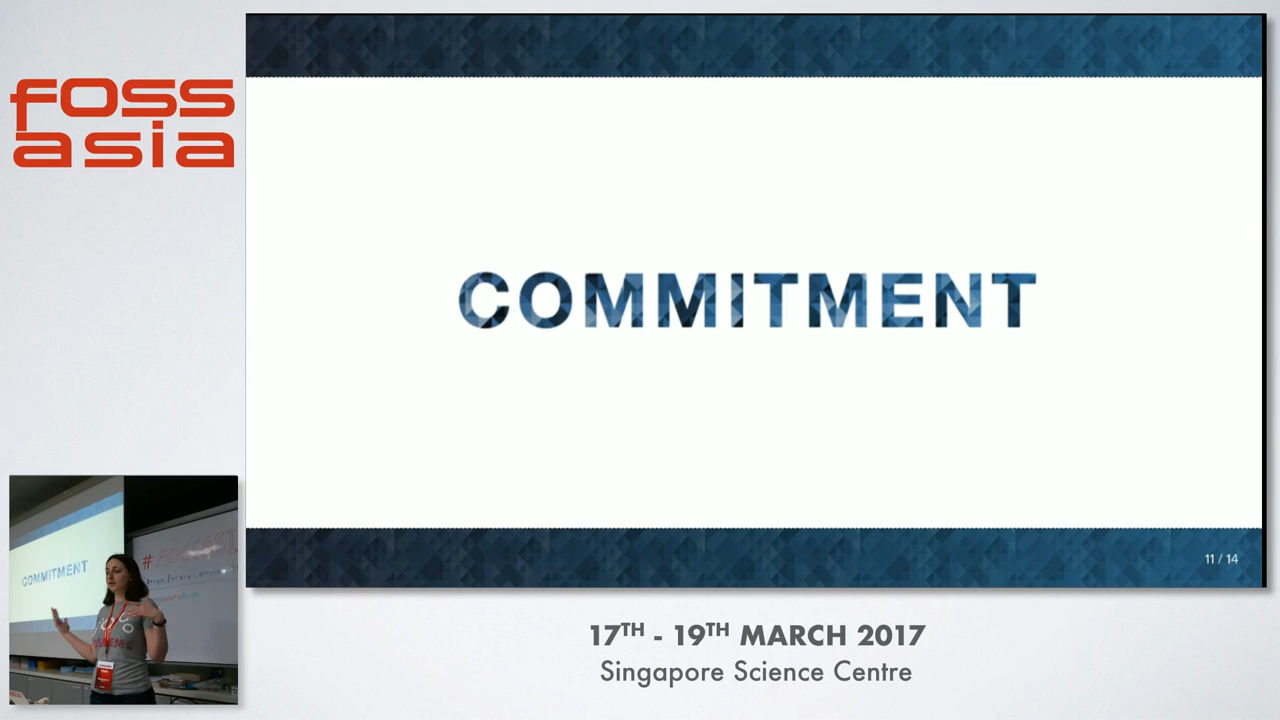 foss
asia
COMMITMENT
11 / 14
COMMITMENT
17TH - 19TH MARCH 2017
Singapore Science Centre